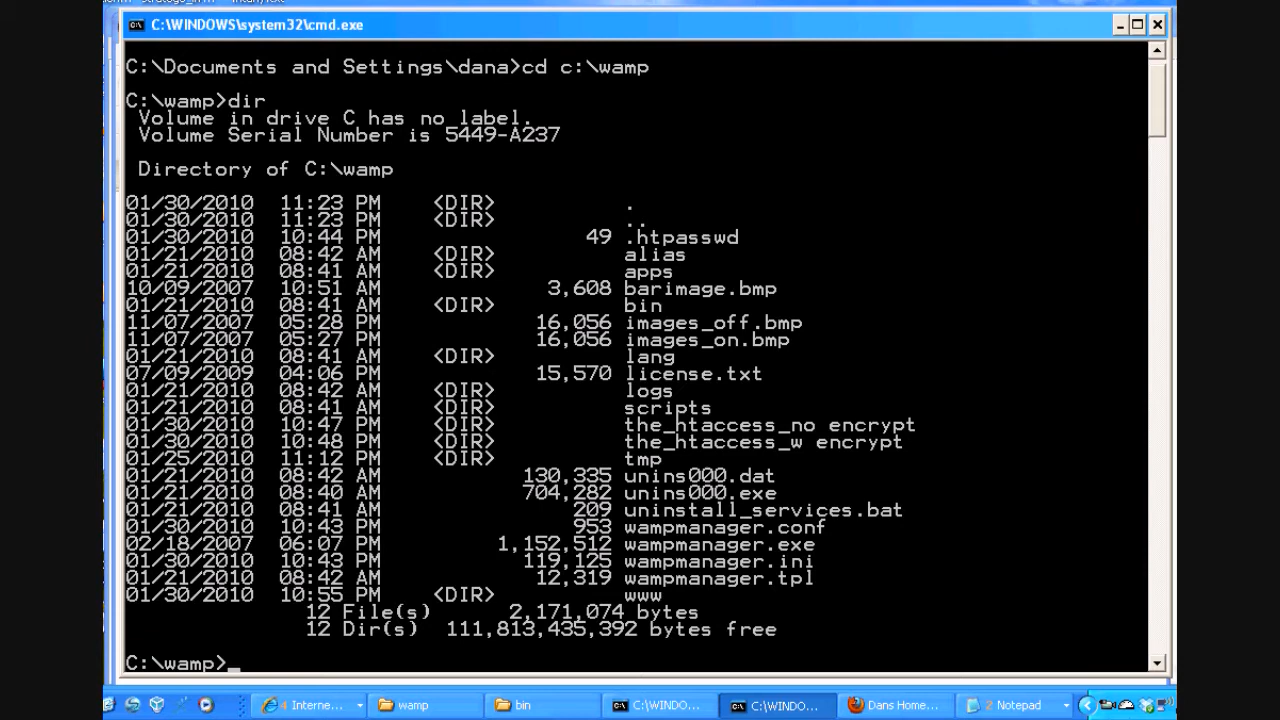 C:\WINDOWS\system32\cmd.exe
C:\Documents and Settings\dana>cd c:\wamp
C:\wamp>dir
Volume in drive C has no label.
Volume Serial Number is 5449-A237
Directory of C:\wamp
01/30/2010 11:23 PM <DIR> .
01/30/2010 11:23 PM <DIR> ..
01/30/2010 10:44 PM 49 .htpasswd
01/21/2010 08:42 AM <DIR> alias
01/21/2010 08:41 AM <DIR> apps
10/09/2007 10:51 AM 3,608 barimage.bmp
01/21/2010 08:41 AM <DIR> bin
11/07/2007 05:28 PM 16,056 images_off.bmp
11/07/2007 05:27 PM 16,056 images_on.bmp
01/21/2010 08:41 AM <DIR> lang
07/09/2009 04:06 PM 15,570 license.txt
01/21/2010 08:42 AM <DIR> logs
01/21/2010 08:41 AM <DIR> scripts
01/30/2010 10:47 PM <DIR> the_htaccess_no encrypt
01/30/2010 10:48 PM <DIR> the_htaccess_w encrypt
01/25/2010 11:12 PM <DIR> tmp
01/21/2010 08:42 AM 130,335 unins000.dat
01/21/2010 08:40 AM 704,282 unins000.exe
01/21/2010 08:41 AM 209 uninstall_services.bat
01/30/2010 10:43 PM 953 wampmanager.conf
02/18/2007 06:07 PM 1,152,512 wampmanager.exe
01/30/2010 10:43 PM 119,125 wampmanager.ini
01/21/2010 08:42 AM 12,319 wampmanager.tpl
01/30/2010 10:55 PM <DIR> www
12 File(s) 2,171,074 bytes
12 Dir(s) 111,813,435,392 bytes free
C:\wamp>_
4 Interne... wamp bin C:\WINDO... C:\WINDO... Dans Home... 2 Notepad